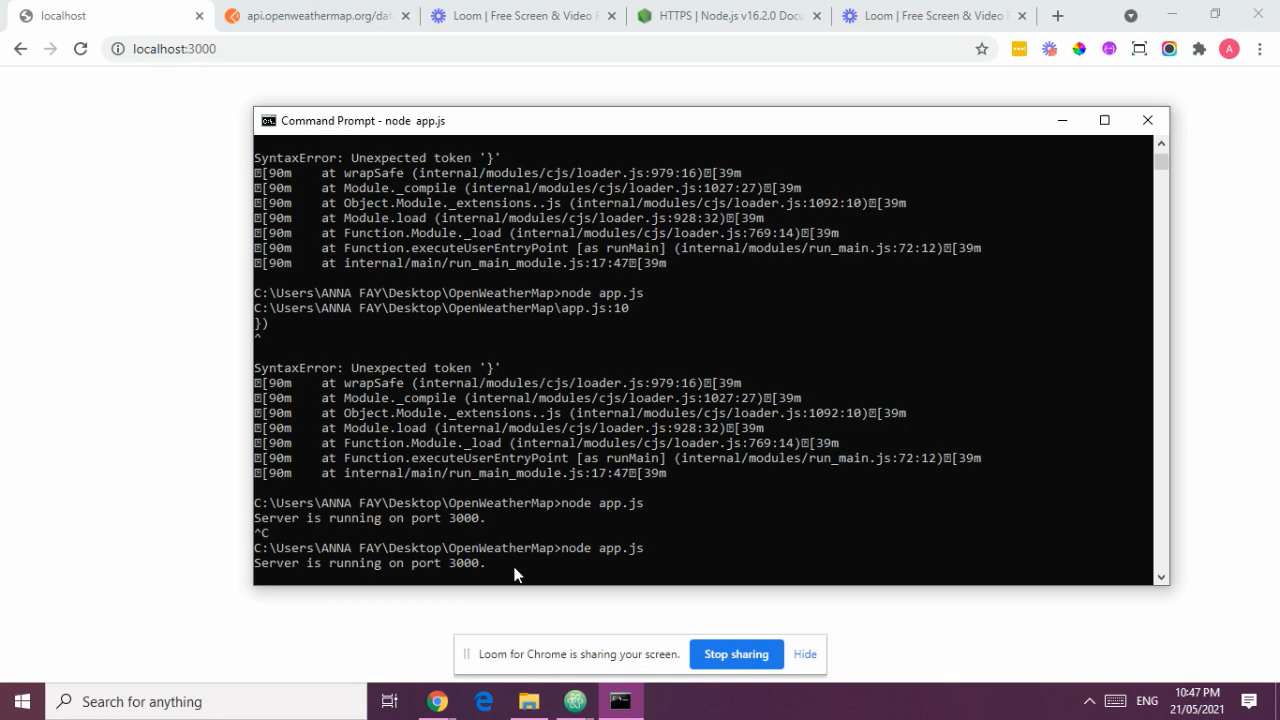 localhost
api.openweathermap.org/dat
Loom | Free Screen & Video F
HTTPS | Node.js v16.2.0 Docu
Loom | Free Screen & Video F
localhost:3000
A
Command Prompt - node  app.js
SyntaxError: Unexpected token '}'
[90m    at wrapSafe (internal/modules/cjs/loader.js:979:16)[39m
[90m    at Module._compile (internal/modules/cjs/loader.js:1027:27)[39m
[90m    at Object.Module._extensions..js (internal/modules/cjs/loader.js:1092:10)[39m
[90m    at Module.load (internal/modules/cjs/loader.js:928:32)[39m
[90m    at Function.Module._load (internal/modules/cjs/loader.js:769:14)[39m
[90m    at Function.executeUserEntryPoint [as runMain] (internal/modules/run_main.js:72:12)[39m
[90m    at internal/main/run_main_module.js:17:47[39m
C:\Users\ANNA FAY\Desktop\OpenWeatherMap>node app.js
C:\Users\ANNA FAY\Desktop\OpenWeatherMap\app.js:10
})
^
SyntaxError: Unexpected token '}'
[90m    at wrapSafe (internal/modules/cjs/loader.js:979:16)[39m
[90m    at Module._compile (internal/modules/cjs/loader.js:1027:27)[39m
[90m    at Object.Module._extensions..js (internal/modules/cjs/loader.js:1092:10)[39m
[90m    at Module.load (internal/modules/cjs/loader.js:928:32)[39m
[90m    at Function.Module._load (internal/modules/cjs/loader.js:769:14)[39m
[90m    at Function.executeUserEntryPoint [as runMain] (internal/modules/run_main.js:72:12)[39m
[90m    at internal/main/run_main_module.js:17:47[39m
C:\Users\ANNA FAY\Desktop\OpenWeatherMap>node app.js
Server is running on port 3000.
^C
C:\Users\ANNA FAY\Desktop\OpenWeatherMap>node app.js
Server is running on port 3000.
Loom for Chrome is sharing your screen.
Stop sharing
Hide
Search for anything
ENG
10:47 PM
21/05/2021